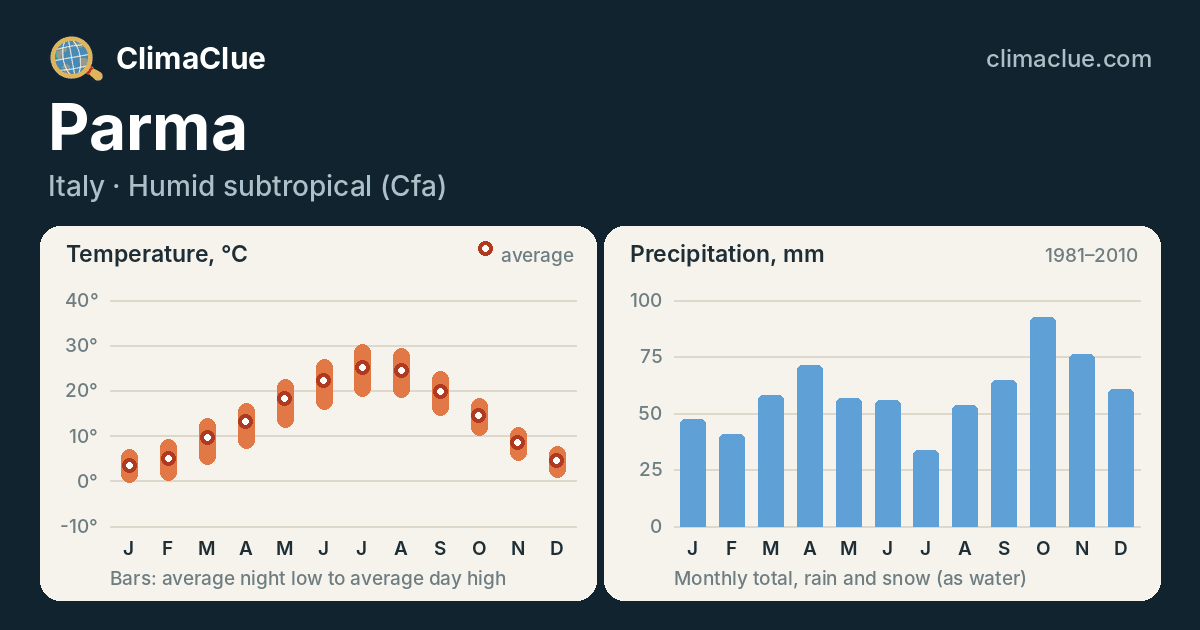 ClimaClue
climaclue.com
Parma
Italy · Humid subtropical (Cfa)
Temperature, °C
average
40°
30°
20°
10°
0°
-10°
J F M A M J J A S O N D
Bars: average night low to average day high
Precipitation, mm
1981–2010
100
75
50
25
0
J F M A M J J A S O N D
Monthly total, rain and snow (as water)